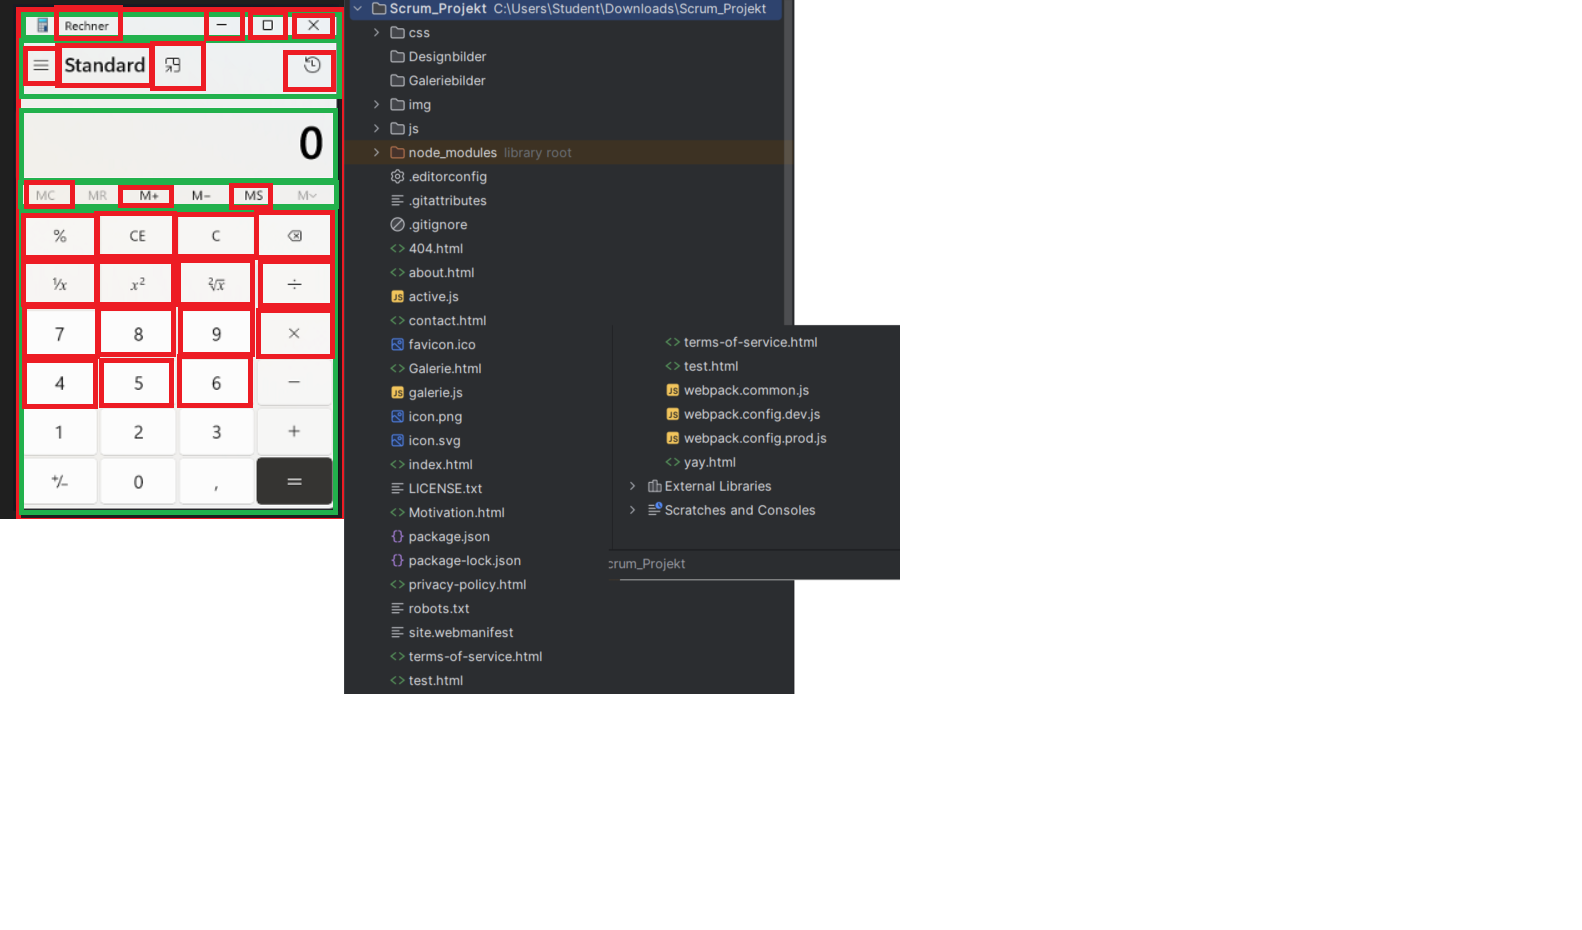 Rechner
Standard
0
MC MR M+ M− MS M
% CE C
¹/x x² ²√x ÷
7 8 9 ×
4 5 6 −
1 2 3 +
+/− 0 , =
Scrum_Projekt C:\Users\Student\Downloads\Scrum_Projekt
css
Designbilder
Galeriebilder
img
js
node_modules library root
.editorconfig
.gitattributes
.gitignore
404.html
about.html
active.js
contact.html
favicon.ico
Galerie.html
galerie.js
icon.png
icon.svg
index.html
LICENSE.txt
Motivation.html
package.json
package-lock.json
privacy-policy.html
robots.txt
site.webmanifest
terms-of-service.html
test.html
terms-of-service.html
test.html
webpack.common.js
webpack.config.dev.js
webpack.config.prod.js
yay.html
External Libraries
Scratches and Consoles
crum_Projekt